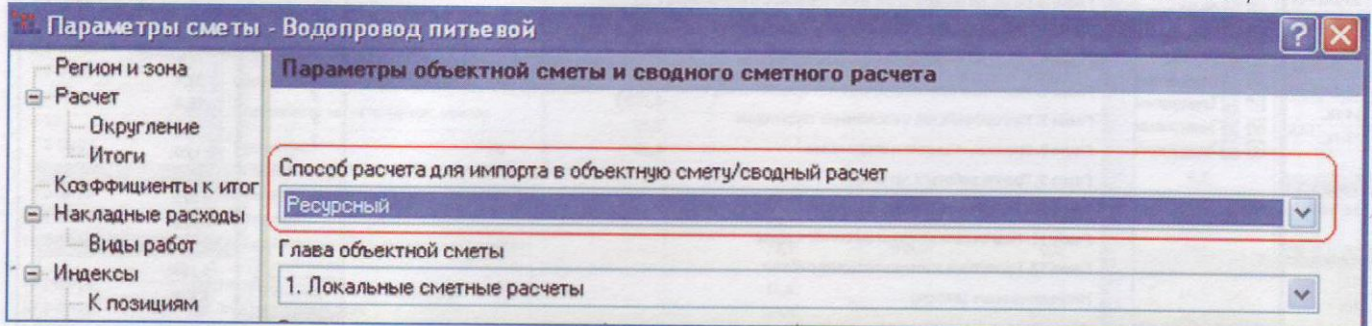 Параметры сметы - Водопровод питьевой
Регион и зона
Расчет
Округление
Итоги
Коэффициенты к итог
Накладные расходы
Виды работ
Индексы
К позициям
Параметры объектной сметы и сводного сметного расчета
Способ расчета для импорта в объектную смету/сводный расчет
Ресурсный
Глава объектной сметы
1. Локальные сметные расчеты